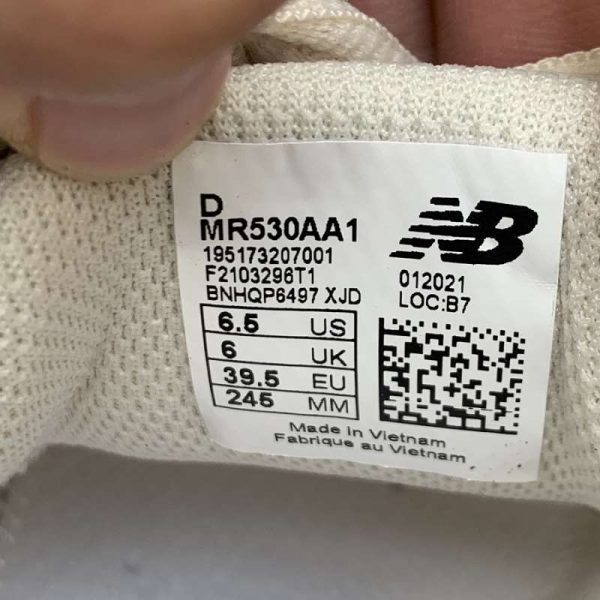 D
MR530AA1
195173207001
F2103296T1
BNHQP6497 XJD
NB
012021
LOC:B7
6.5 US
6 UK
39.5 EU
245 MM
Made in Vietnam
Fabrique au Vietnam